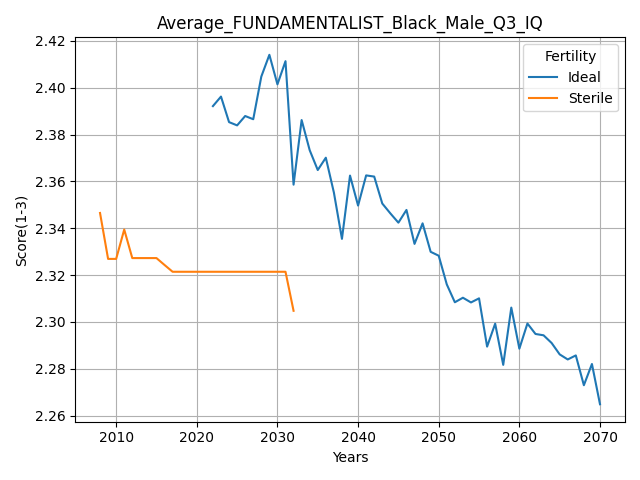 Average_FUNDAMENTALIST_Black_Male_Q3_IQ
Fertility
Ideal
Sterile
Score(1-3)
2.42
2.40
2.38
2.36
2.34
2.32
2.30
2.28
2.26
2010 2020 2030 2040 2050 2060 2070
Years